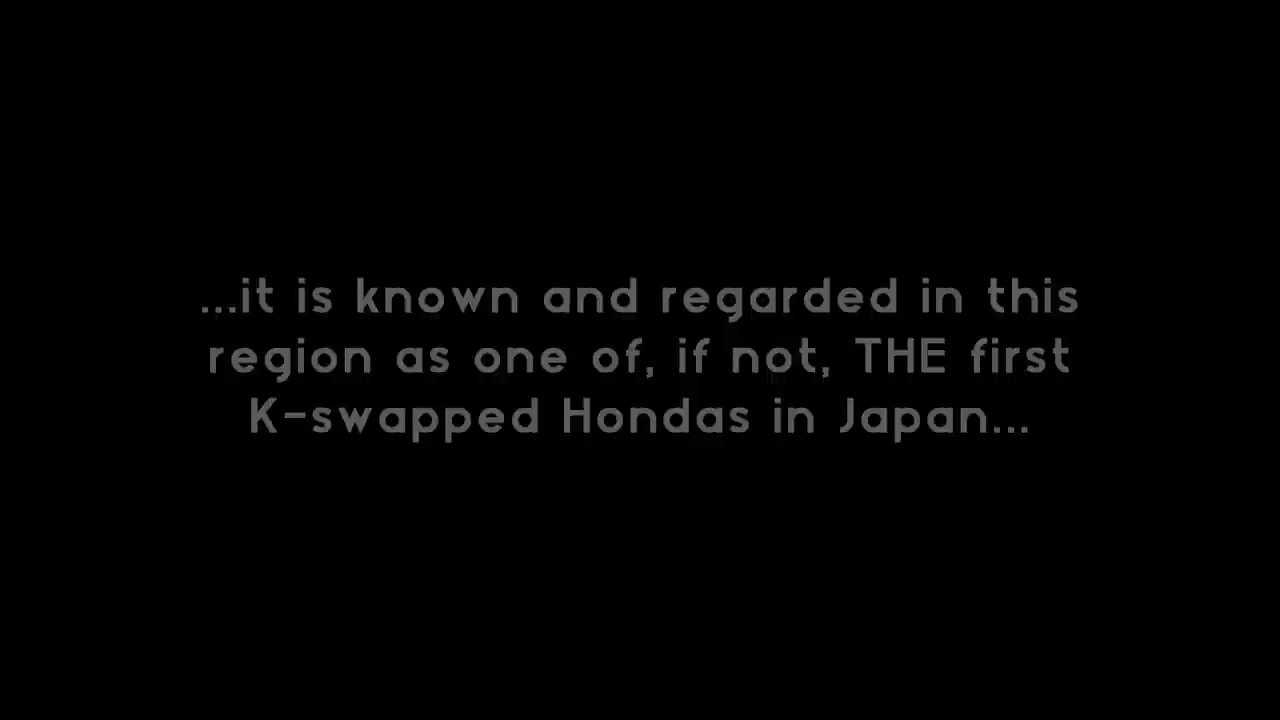 ...it is known and regarded in this
region as one of, if not, THE first
K-swapped Hondas in Japan...